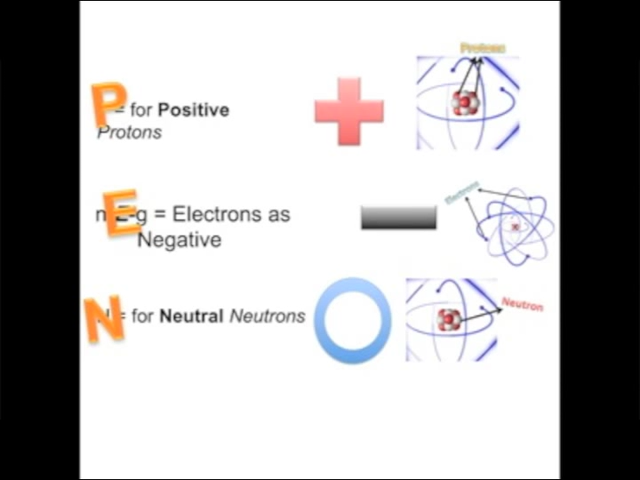 Protons
P = for Positive
Protons
n-E-g = Electrons as
Negative
Electrons
N = for Neutral Neutrons
Neutron